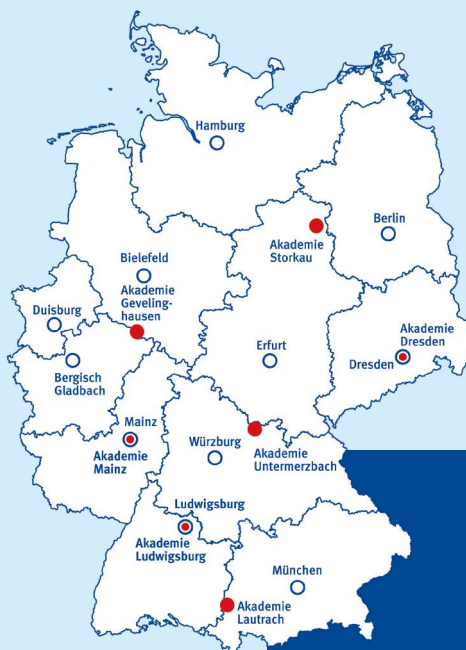 Hamburg
Berlin
Akademie
Storkau
Bielefeld
Akademie
Geveling-
hausen
Duisburg
Bergisch
Gladbach
Erfurt
Akademie
Dresden
Dresden
Mainz
Akademie
Mainz
Würzburg
Akademie
Untermerzbach
Ludwigsburg
Akademie
Ludwigsburg
München
Akademie
Lautrach